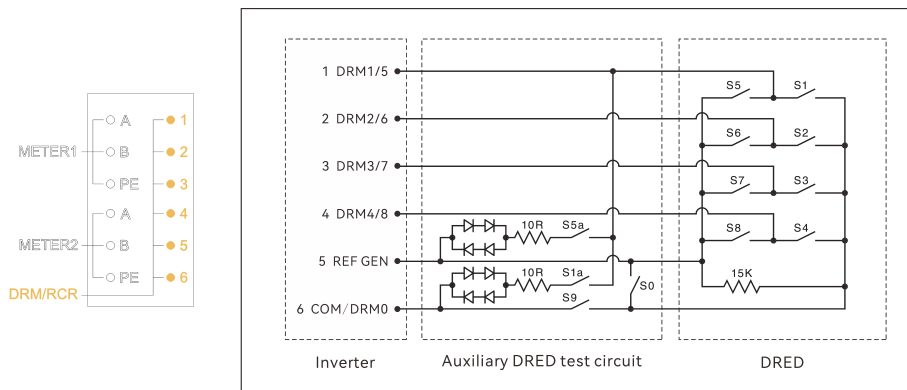 METER1
A
B
PE
METER2
A
B
PE
DRM/RCR
1
2
3
4
5
6
1 DRM1/5
2 DRM2/6
3 DRM3/7
4 DRM4/8
5 REF GEN
6 COM/DRM0
10R
S5a
10R
S1a
S9
S0
S5
S1
S6
S2
S7
S3
S8
S4
15K
Inverter
Auxiliary DRED test circuit
DRED